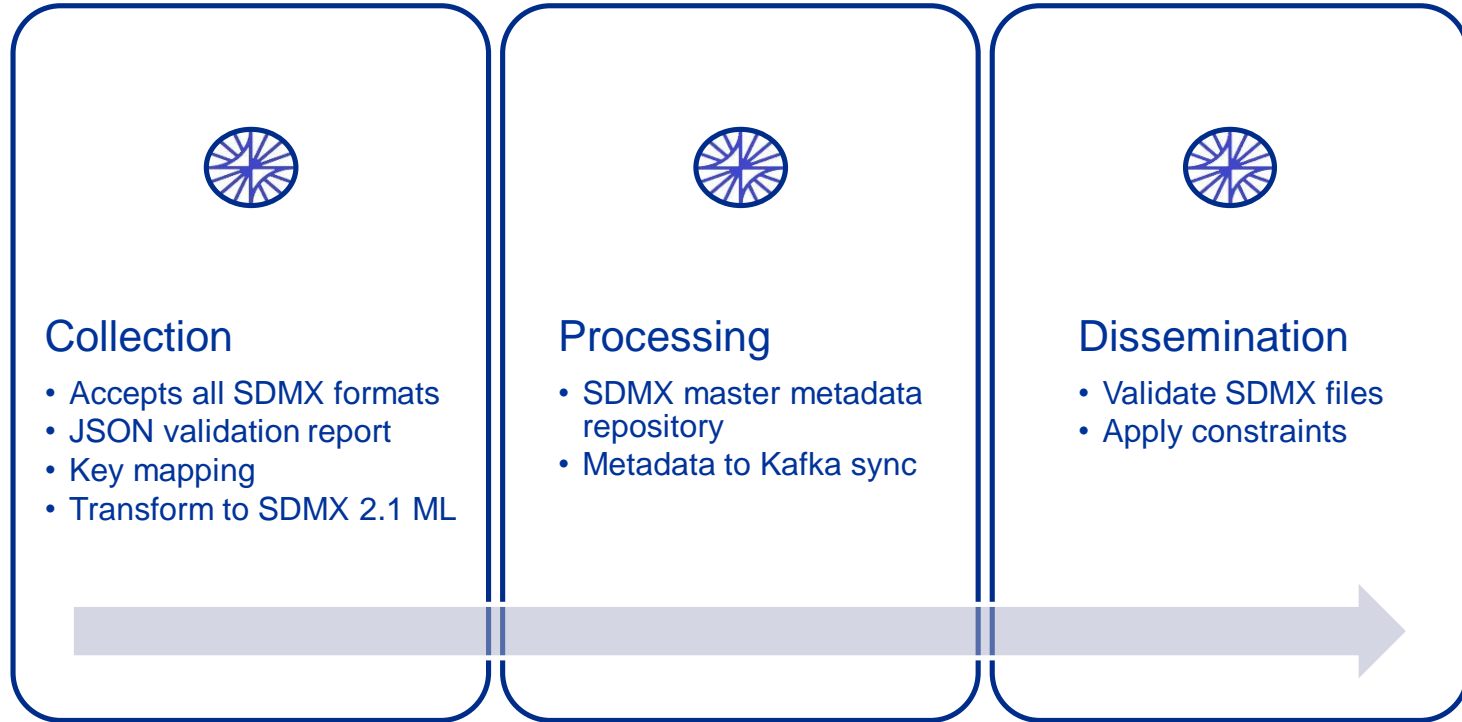 Collection
• Accepts all SDMX formats
• JSON validation report
• Key mapping
• Transform to SDMX 2.1 ML
Processing
• SDMX master metadata
repository
• Metadata to Kafka sync
Dissemination
• Validate SDMX files
• Apply constraints